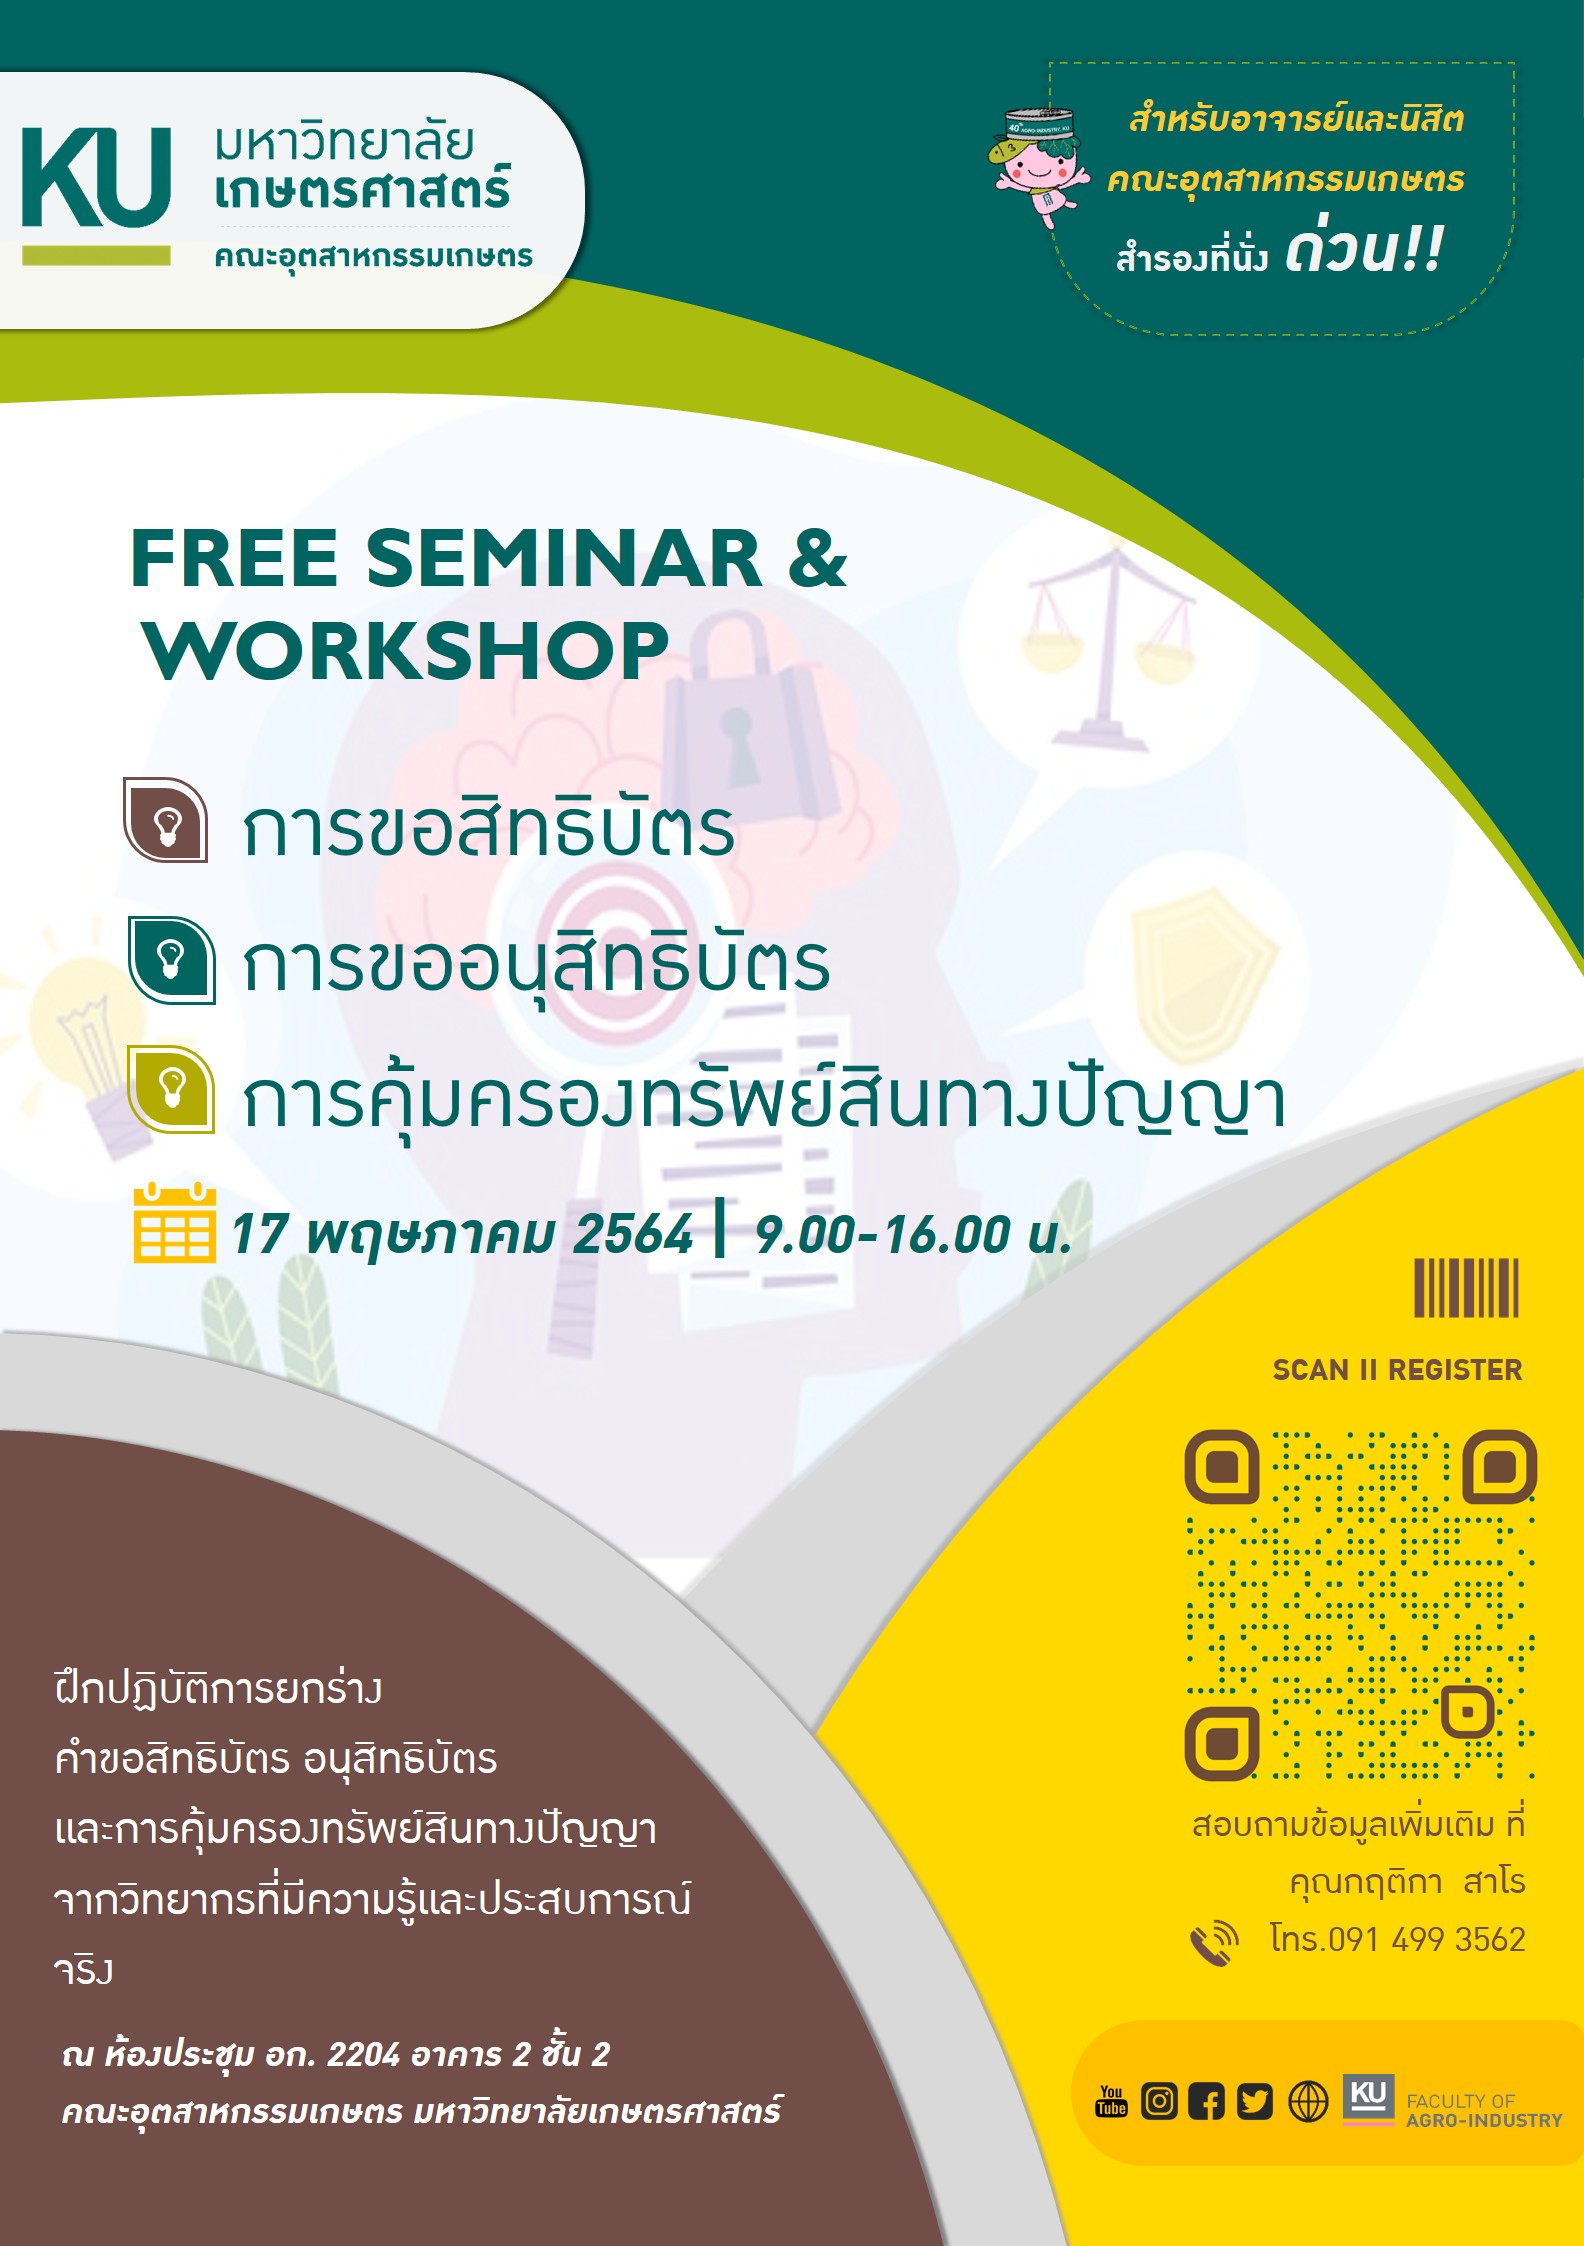 KU
มหาวิทยาลัย
เกษตรศาสตร์
คณะอุตสาหกรรมเกษตร
สำหรับอาจารย์และนิสิต
คณะอุตสาหกรรมเกษตร
สำรองที่นั่ง ด่วน!!
FREE SEMINAR &
WORKSHOP
การขอสิทธิบัตร
การขออนุสิทธิบัตร
การคุ้มครองทรัพย์สินทางปัญญา
17 พฤษภาคม 2564 | 9.00-16.00 น.
SCAN II REGISTER
ฝึกปฏิบัติการยกร่าง
คำขอสิทธิบัตร อนุสิทธิบัตร
และการคุ้มครองทรัพย์สินทางปัญญา
จากวิทยากรที่มีความรู้และประสบการณ์
จริง
ณ ห้องประชุม อก. 2204 อาคาร 2 ชั้น 2
คณะอุตสาหกรรมเกษตร มหาวิทยาลัยเกษตรศาสตร์
สอบถามข้อมูลเพิ่มเติม ที่
คุณกฤติกา สาโร
โทร.091 499 3562
You
Tube
KU
FACULTY OF
AGRO-INDUSTRY